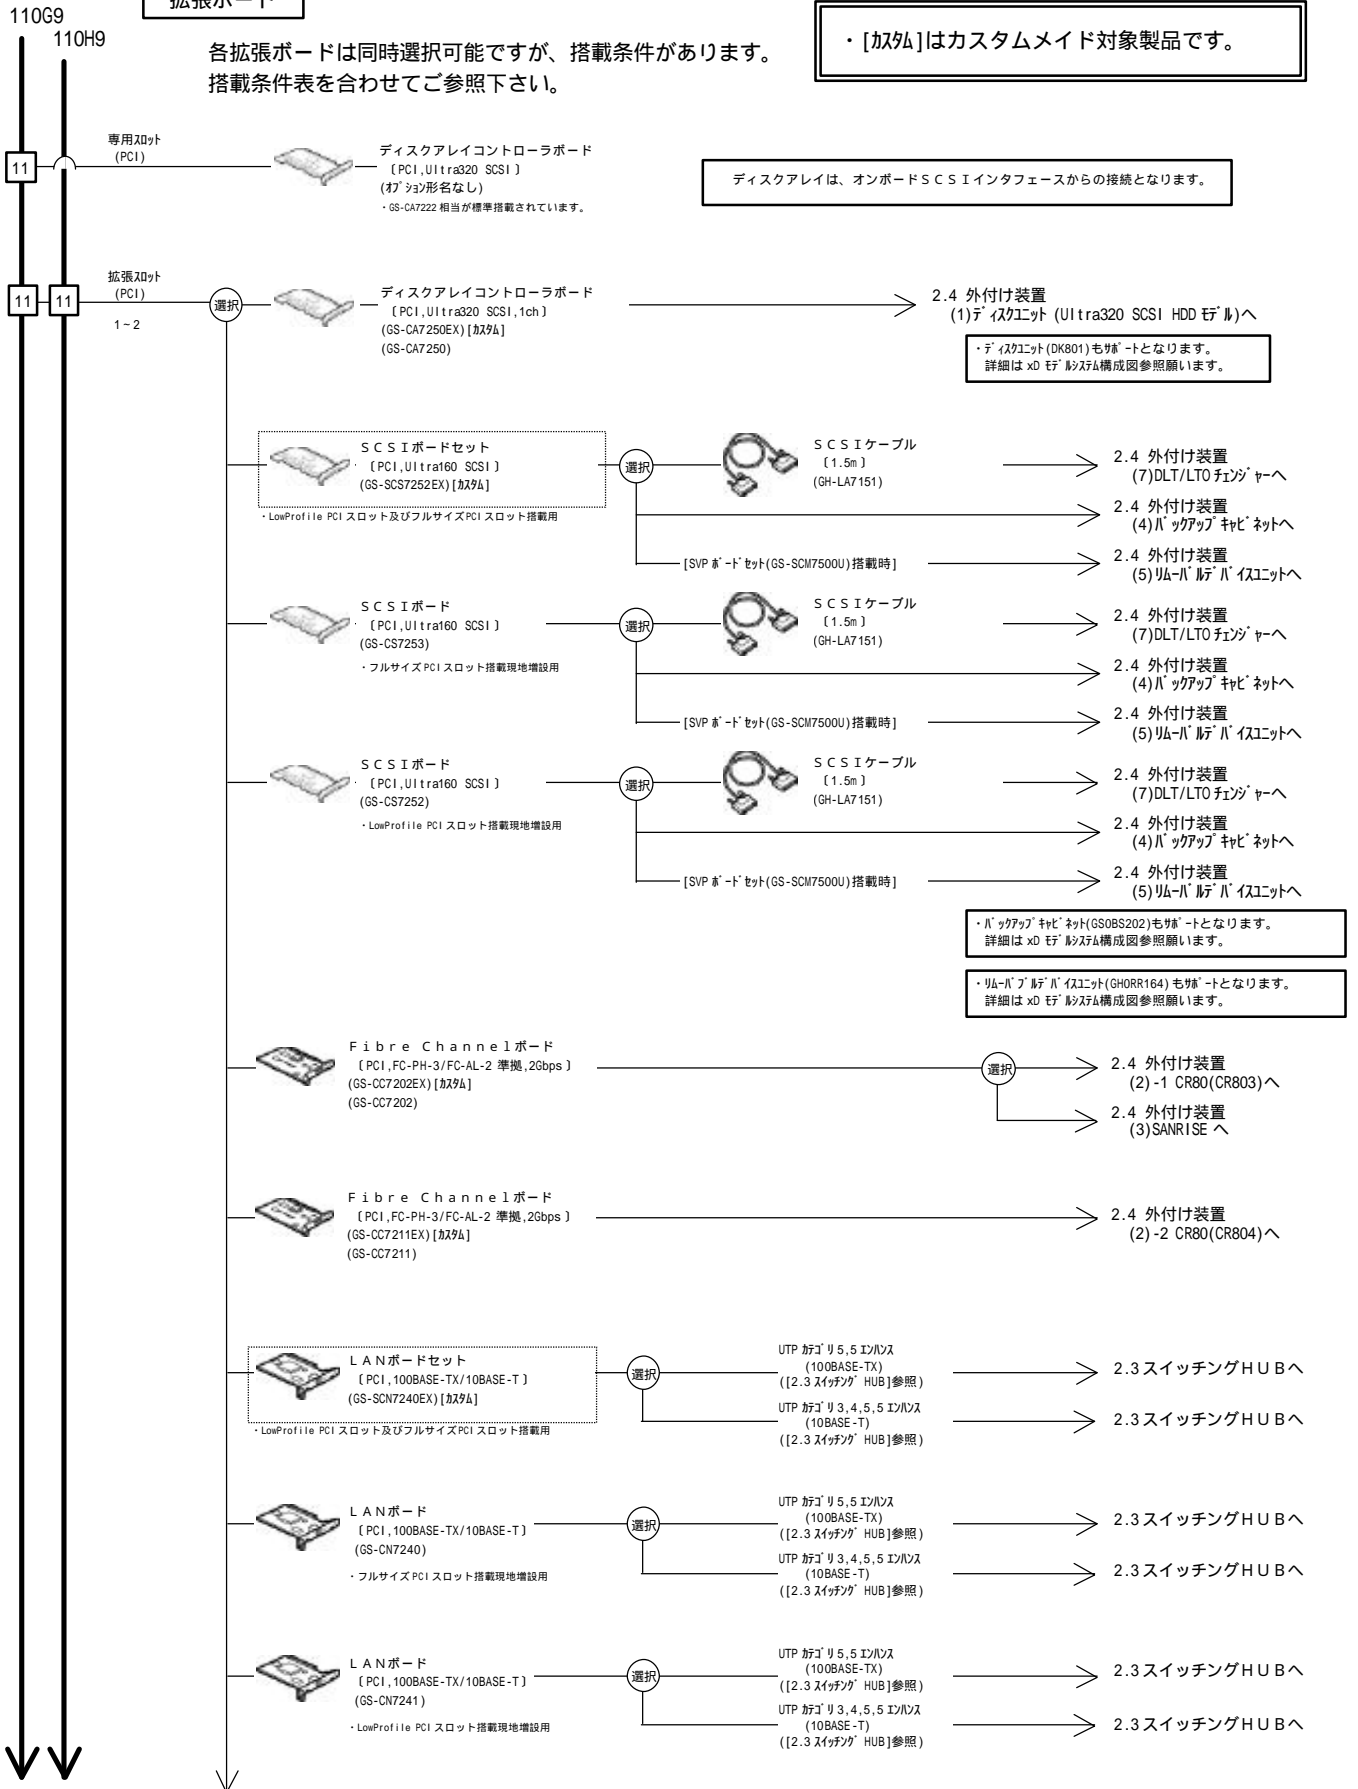 拡張ボード
110G9
110H9
各拡張ボードは同時選択可能ですが、搭載条件があります。
搭載条件表を合わせてご参照下さい。
・[ｶｽﾀﾑ]はカスタムメイド対象製品です。
11
専用ｽﾛｯﾄ
(PCI)
ディスクアレイコントローラボード
〔PCI,Ultra320 SCSI〕
(ｵﾌﾟｼｮﾝ形名なし)
・GS-CA7222 相当が標準搭載されています。
ディスクアレイは、オンボードＳＣＳＩインタフェースからの接続となります。
11
11
拡張ｽﾛｯﾄ
(PCI)
1~2
選択
ディスクアレイコントローラボード
〔PCI,Ultra320 SCSI,1ch〕
(GS-CA7250EX)[ｶｽﾀﾑ]
(GS-CA7250)
2.4 外付け装置
(1)ﾃﾞｨｽｸﾕﾆｯﾄ (Ultra320 SCSI HDD ﾓﾃﾞﾙ)へ
・ﾃﾞｨｽｸﾕﾆｯﾄ(DK801)もｻﾎﾟｰﾄとなります。
詳細は xD ﾓﾃﾞﾙｼｽﾃﾑ構成図参照願います。
ＳＣＳＩボードセット
〔PCI,Ultra160 SCSI〕
(GS-SCS7252EX)[ｶｽﾀﾑ]
・LowProfile PCI スロット及びフルサイズPCI スロット搭載用
選択
ＳＣＳＩケーブル
〔1.5m〕
(GH-LA7151)
2.4 外付け装置
(7)DLT/LTO ﾁｪﾝｼﾞｬｰへ
2.4 外付け装置
(4)ﾊﾞｯｸｱｯﾌﾟｷｬﾋﾞﾈｯﾄへ
[SVP ﾎﾞｰﾄﾞｾｯﾄ(GS-SCM7500U)搭載時]
2.4 外付け装置
(5)ﾘﾑｰﾊﾞﾙﾃﾞﾊﾞｲｽﾕﾆｯﾄへ
ＳＣＳＩボード
〔PCI,Ultra160 SCSI〕
(GS-CS7253)
・フルサイズ PCI スロット搭載現地増設用
選択
ＳＣＳＩケーブル
〔1.5m〕
(GH-LA7151)
2.4 外付け装置
(7)DLT/LTO ﾁｪﾝｼﾞｬｰへ
2.4 外付け装置
(4)ﾊﾞｯｸｱｯﾌﾟｷｬﾋﾞﾈｯﾄへ
[SVP ﾎﾞｰﾄﾞｾｯﾄ(GS-SCM7500U)搭載時]
2.4 外付け装置
(5)ﾘﾑｰﾊﾞﾙﾃﾞﾊﾞｲｽﾕﾆｯﾄへ
ＳＣＳＩボード
〔PCI,Ultra160 SCSI〕
(GS-CS7252)
・LowProfile PCI スロット搭載現地増設用
選択
ＳＣＳＩケーブル
〔1.5m〕
(GH-LA7151)
2.4 外付け装置
(7)DLT/LTO ﾁｪﾝｼﾞｬｰへ
2.4 外付け装置
(4)ﾊﾞｯｸｱｯﾌﾟｷｬﾋﾞﾈｯﾄへ
[SVP ﾎﾞｰﾄﾞｾｯﾄ(GS-SCM7500U)搭載時]
2.4 外付け装置
(5)ﾘﾑｰﾊﾞﾙﾃﾞﾊﾞｲｽﾕﾆｯﾄへ
・ﾊﾞｯｸｱｯﾌﾟｷｬﾋﾞﾈｯﾄ(GSOBS202)もｻﾎﾟｰﾄとなります。
詳細は xD ﾓﾃﾞﾙｼｽﾃﾑ構成図参照願います。
・ﾘﾑｰﾊﾞﾌﾞﾙﾃﾞﾊﾞｲｽﾕﾆｯﾄ(GHORR164)もｻﾎﾟｰﾄとなります。
詳細は xD ﾓﾃﾞﾙｼｽﾃﾑ構成図参照願います。
Ｆｉｂｒｅ Ｃｈａｎｎｅｌボード
〔PCI,FC-PH-3/FC-AL-2 準拠,2Gbps〕
(GS-CC7202EX)[ｶｽﾀﾑ]
(GS-CC7202)
選択
2.4 外付け装置
(2)-1 CR80(CR803)へ
2.4 外付け装置
(3)SANRISE へ
Ｆｉｂｒｅ Ｃｈａｎｎｅｌボード
〔PCI,FC-PH-3/FC-AL-2 準拠,2Gbps〕
(GS-CC7211EX)[ｶｽﾀﾑ]
(GS-CC7211)
2.4 外付け装置
(2)-2 CR80(CR804)へ
ＬＡＮボードセット
〔PCI,100BASE-TX/10BASE-T〕
(GS-SCN7240EX)[ｶｽﾀﾑ]
・LowProfile PCI スロット及びフルサイズPCI スロット搭載用
選択
UTP ｶﾃｺﾞﾘ 5,5 ｴﾝﾊﾝｽ
(100BASE-TX)
([2.3 ｽｲｯﾁﾝｸﾞ HUB]参照)
2.3スイッチングＨＵＢへ
UTP ｶﾃｺﾞﾘ 3,4,5,5 ｴﾝﾊﾝｽ
(10BASE-T)
([2.3 ｽｲｯﾁﾝｸﾞ HUB]参照)
2.3スイッチングＨＵＢへ
ＬＡＮボード
〔PCI,100BASE-TX/10BASE-T〕
(GS-CN7240)
・フルサイズ PCI スロット搭載現地増設用
選択
UTP ｶﾃｺﾞﾘ 5,5 ｴﾝﾊﾝｽ
(100BASE-TX)
([2.3 ｽｲｯﾁﾝｸﾞ HUB]参照)
2.3スイッチングＨＵＢへ
UTP ｶﾃｺﾞﾘ 3,4,5,5 ｴﾝﾊﾝｽ
(10BASE-T)
([2.3 ｽｲｯﾁﾝｸﾞ HUB]参照)
2.3スイッチングＨＵＢへ
ＬＡＮボード
〔PCI,100BASE-TX/10BASE-T〕
(GS-CN7241)
・LowProfile PCI スロット搭載現地増設用
選択
UTP ｶﾃｺﾞﾘ 5,5 ｴﾝﾊﾝｽ
(100BASE-TX)
([2.3 ｽｲｯﾁﾝｸﾞ HUB]参照)
2.3スイッチングＨＵＢへ
UTP ｶﾃｺﾞﾘ 3,4,5,5 ｴﾝﾊﾝｽ
(10BASE-T)
([2.3 ｽｲｯﾁﾝｸﾞ HUB]参照)
2.3スイッチングＨＵＢへ